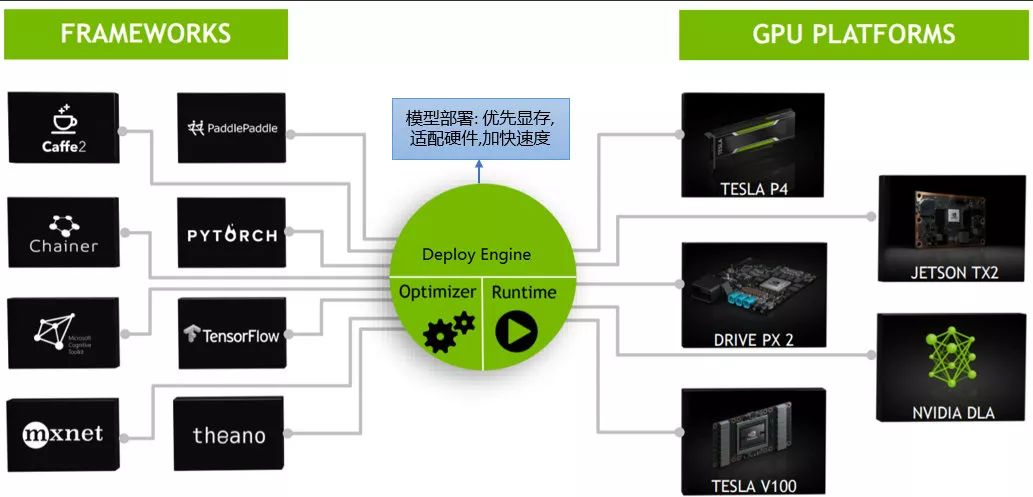 FRAMEWORKS
GPU PLATFORMS
Caffe2
PaddlePaddle
Chainer
PYTORCH
Microsoft
Cognitive
Toolkit
TensorFlow
mxnet
theano
模型部署: 优先显存,
适配硬件,加快速度
Deploy Engine
Optimizer
Runtime
TESLA
TESLA P4
JETSON TX2
DRIVE PX 2
NVIDIA DLA
TESLA V100